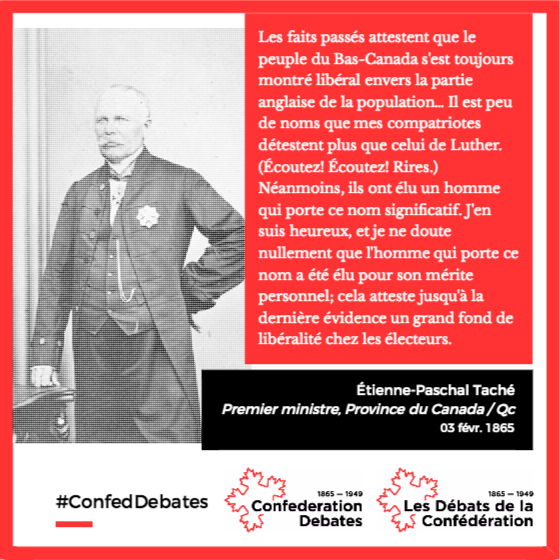 Les faits passés attestent que le
peuple du Bas-Canada s'est toujours
montré libéral envers la partie
anglaise de la population... Il est peu
de noms que mes compatriotes
détestent plus que celui de Luther.
(Écoutez! Écoutez! Rires.)
Néanmoins, ils ont élu un homme
qui porte ce nom significatif. J'en
suis heureux, et je ne doute
nullement que l'homme qui porte ce
nom a été élu pour son mérite
personnel; cela atteste jusqu'à la
dernière évidence un grand fond de
libéralité chez les électeurs.
Étienne-Paschal Taché
Premier ministre, Province du Canada / Qc
03 févr. 1865
#ConfedDebates
1865 — 1949
Confederation
Debates
1865 — 1949
Les Débats de la
Confédération